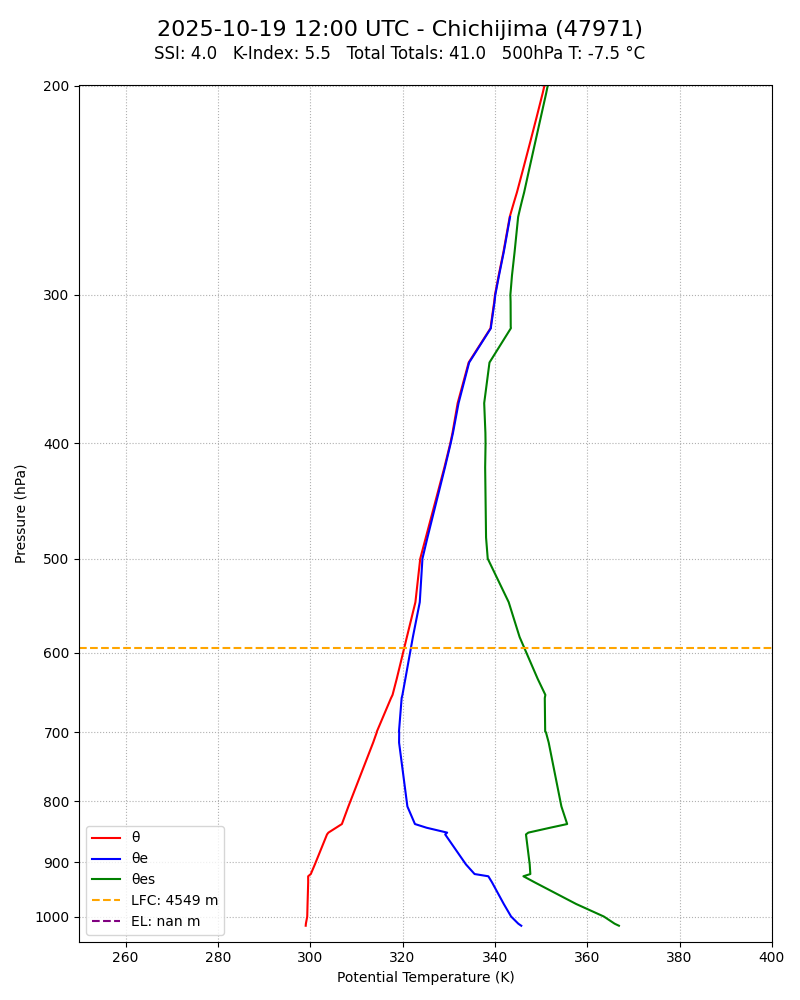 2025-10-19 12:00 UTC - Chichijima (47971)
SSI: 4.0   K-Index: 5.5   Total Totals: 41.0   500hPa T: -7.5 °C
200
300
400
500
600
700
800
900
1000
Pressure (hPa)
θ
θe
θes
LFC: 4549 m
EL: nan m
260
280
300
320
340
360
380
400
Potential Temperature (K)